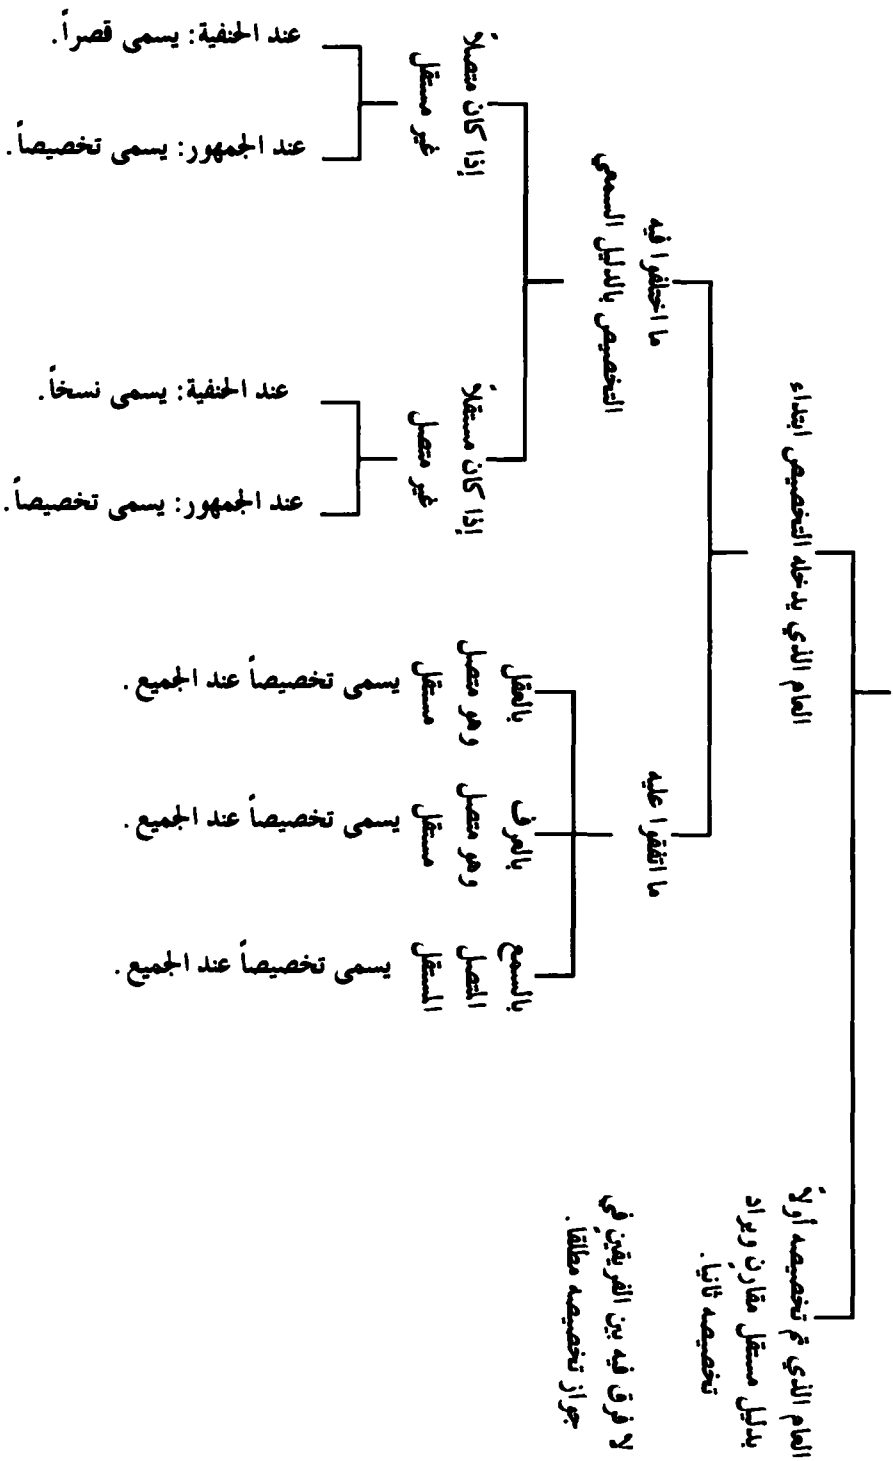 العام الذي يدخله التخصيص ابتداء
ما اختلفوا فيه
التخصيص بالدليل السمعي
إذا كان متصلاً
غير مستقل
عند الحنفية: يسمى قصراً.
عند الجمهور: يسمى تخصيصاً.
إذا كان مستقلاً
غير متصل
عند الحنفية: يسمى نسخاً.
عند الجمهور: يسمى تخصيصاً.
ما اتفقوا عليه
بالعقل
وهو متصل
مستقل
يسمى تخصيصاً عند الجميع.
بالعرف
وهو متصل
مستقل
يسمى تخصيصاً عند الجميع.
بالسمع
المتصل
المستقل
يسمى تخصيصاً عند الجميع.
العام الذي تم تخصيصه أولاً
بدليل مستقل مقارن ويراد
تخصيصه ثانيا.
لا فرق فيه بين الفريقين في
جواز تخصيصه مطلقا.